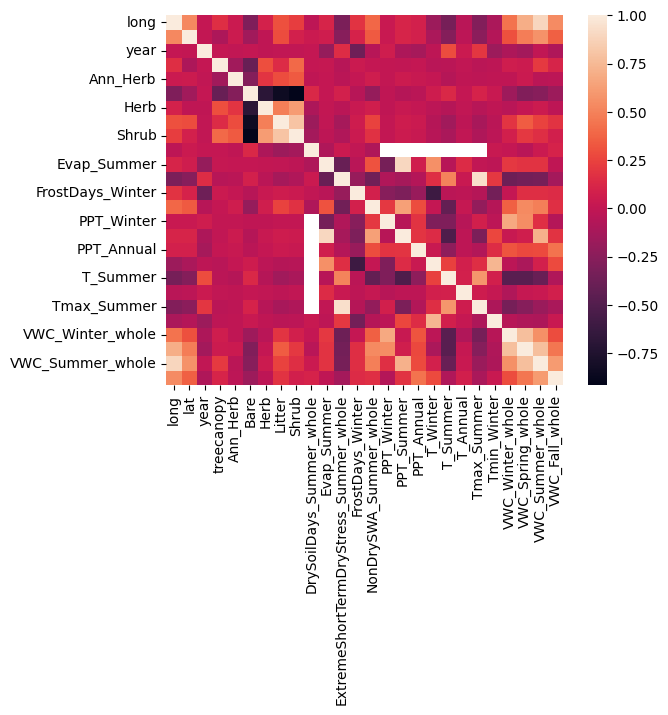 long
year
Ann_Herb
Herb
Shrub
Evap_Summer
FrostDays_Winter
PPT_Winter
PPT_Annual
T_Summer
Tmax_Summer
VWC_Winter_whole
VWC_Summer_whole
long
lat
year
treecanopy
Ann_Herb
Bare
Herb
Litter
Shrub
DrySoilDays_Summer_whole
Evap_Summer
ExtremeShortTermDryStress_Summer_whole
FrostDays_Winter
NonDrySWA_Summer_whole
PPT_Winter
PPT_Summer
PPT_Annual
T_Winter
T_Summer
T_Annual
Tmax_Summer
Tmin_Winter
VWC_Winter_whole
VWC_Spring_whole
VWC_Summer_whole
VWC_Fall_whole
1.00
0.75
0.50
0.25
0.00
−0.25
−0.50
−0.75